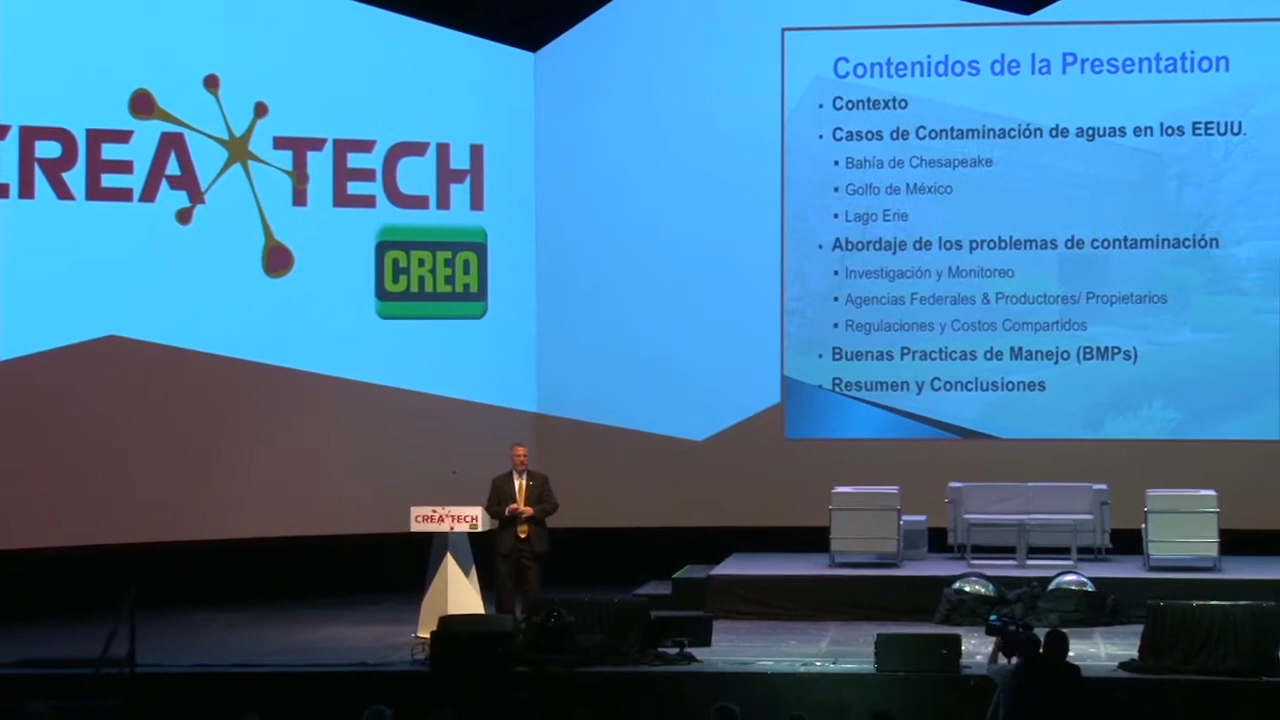 CREA TECH
CREA
Contenidos de la Presentation
▪ Contexto
▪ Casos de Contaminación de aguas en los EEUU.
▪ Bahía de Chesapeake
▪ Golfo de México
▪ Lago Erie
▪ Abordaje de los problemas de contaminación
▪ Investigación y Monitoreo
▪ Agencias Federales & Productores/ Propietarios
▪ Regulaciones y Costos Compartidos
▪ Buenas Practicas de Manejo (BMPs)
▪ Resumen y Conclusiones
CREA TECH